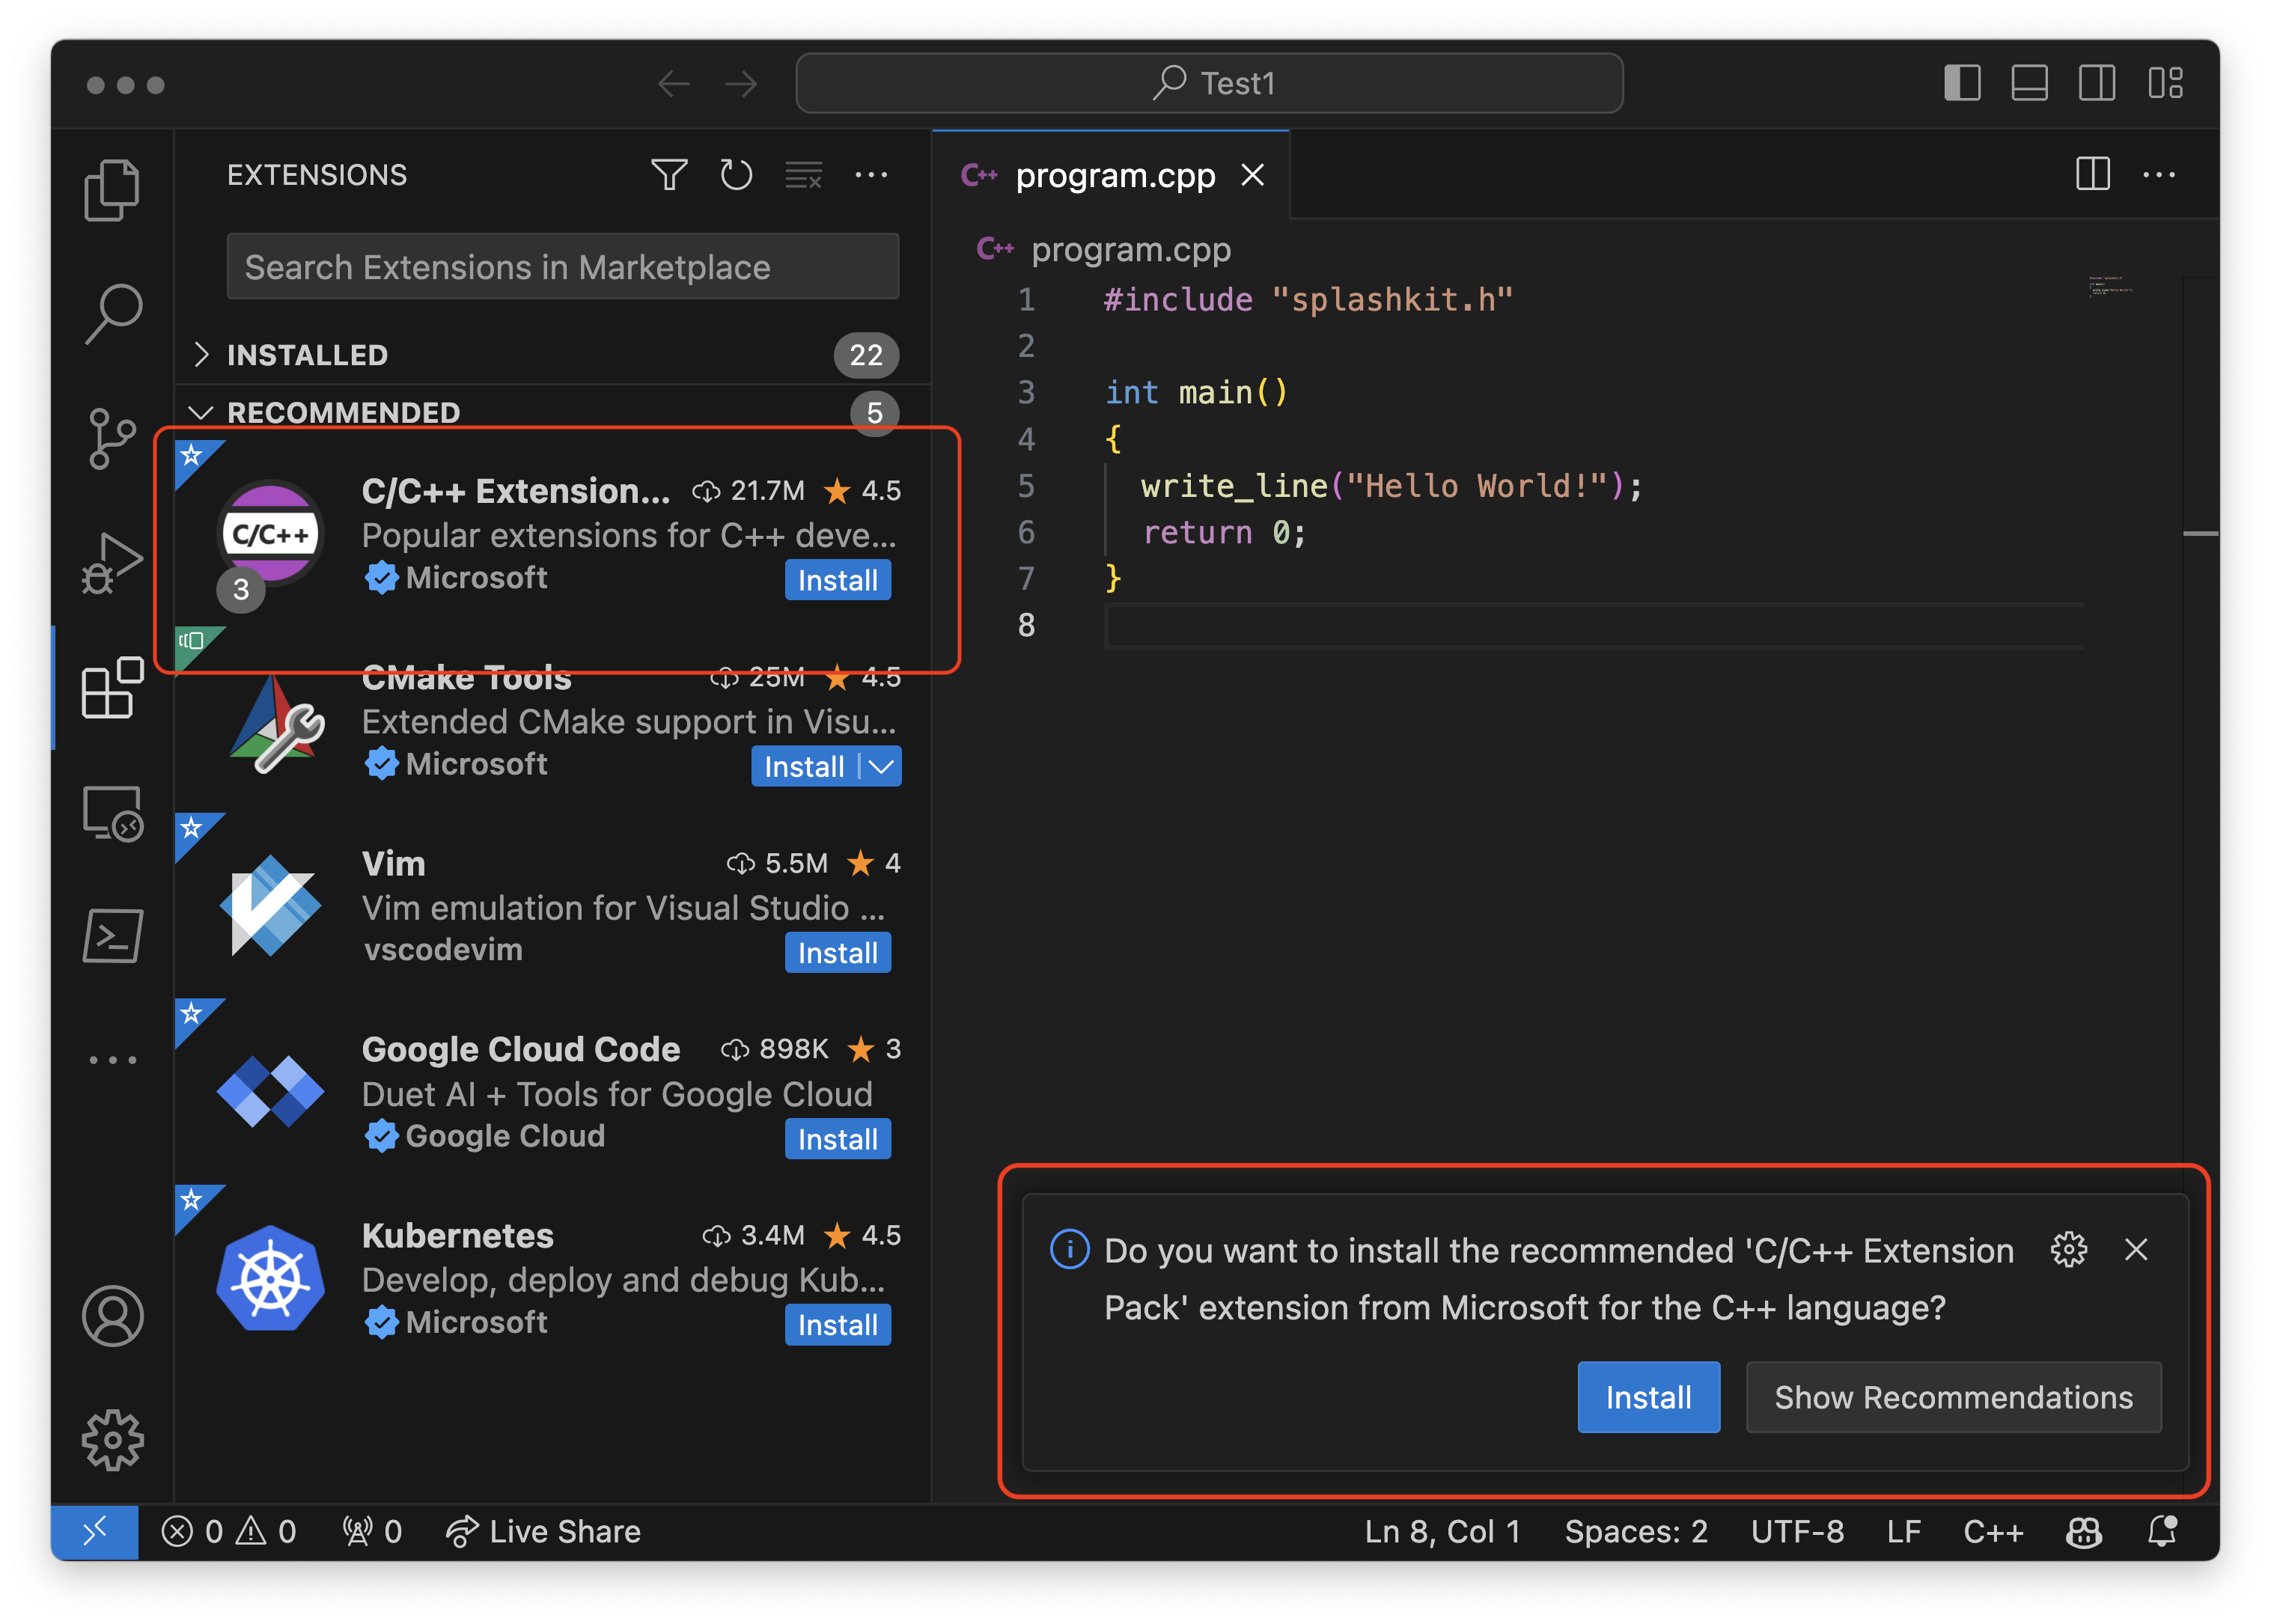 Test1
EXTENSIONS
Search Extensions in Marketplace
INSTALLED 22
RECOMMENDED 5
C/C++ Extension... 21.7M 4.5
Popular extensions for C++ deve...
Microsoft Install
C/C++
3
CMake Tools 25M 4.5
Extended CMake support in Visu...
Microsoft Install
Vim 5.5M 4
Vim emulation for Visual Studio ...
vscodevim Install
Google Cloud Code 898K 3
Duet AI + Tools for Google Cloud
Google Cloud Install
Kubernetes 3.4M 4.5
Develop, deploy and debug Kub...
Microsoft Install
C++ program.cpp
C++ program.cpp
1 #include "splashkit.h"
2
3 int main()
4 {
5 write_line("Hello World!");
6 return 0;
7 }
8
Do you want to install the recommended 'C/C++ Extension
Pack' extension from Microsoft for the C++ language?
Install Show Recommendations
0 0 0 Live Share Ln 8, Col 1 Spaces: 2 UTF-8 LF C++